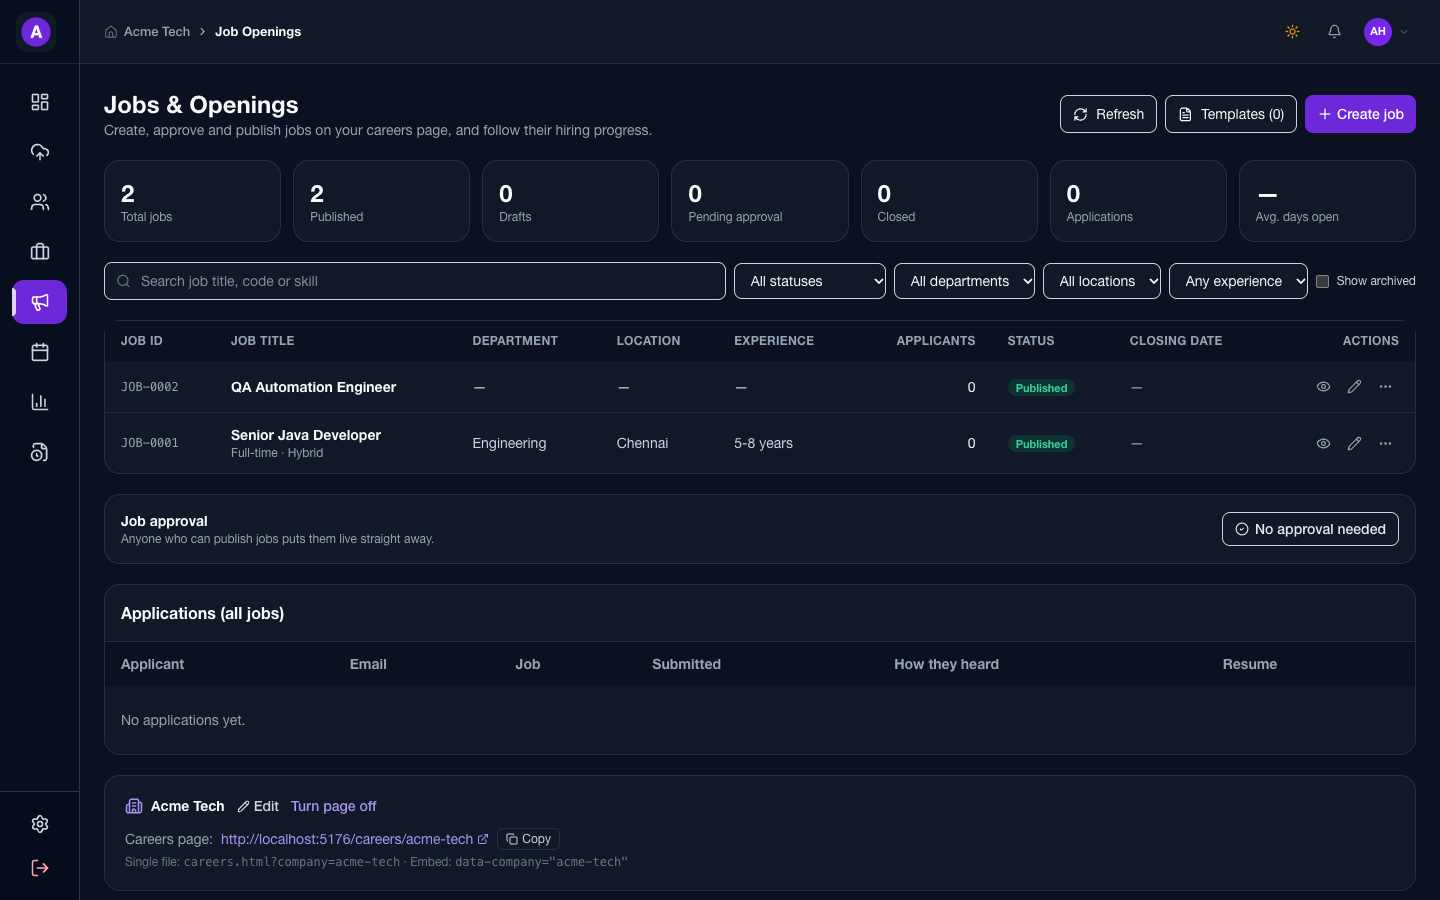 A
Acme Tech > Job Openings
AH
Jobs & Openings
Create, approve and publish jobs on your careers page, and follow their hiring progress.
Refresh
Templates (0)
+ Create job
2
Total jobs
2
Published
0
Drafts
0
Pending approval
0
Closed
0
Applications
—
Avg. days open
Search job title, code or skill
All statuses
All departments
All locations
Any experience
Show archived
JOB ID JOB TITLE DEPARTMENT LOCATION EXPERIENCE APPLICANTS STATUS CLOSING DATE ACTIONS
JOB-0002 QA Automation Engineer — — — 0 Published —
JOB-0001 Senior Java Developer Engineering Chennai 5-8 years 0 Published —
Full-time · Hybrid
Job approval
Anyone who can publish jobs puts them live straight away.
No approval needed
Applications (all jobs)
Applicant Email Job Submitted How they heard Resume
No applications yet.
Acme Tech Edit Turn page off
Careers page: http://localhost:5176/careers/acme-tech Copy
Single file: careers.html?company=acme-tech · Embed: data-company="acme-tech"